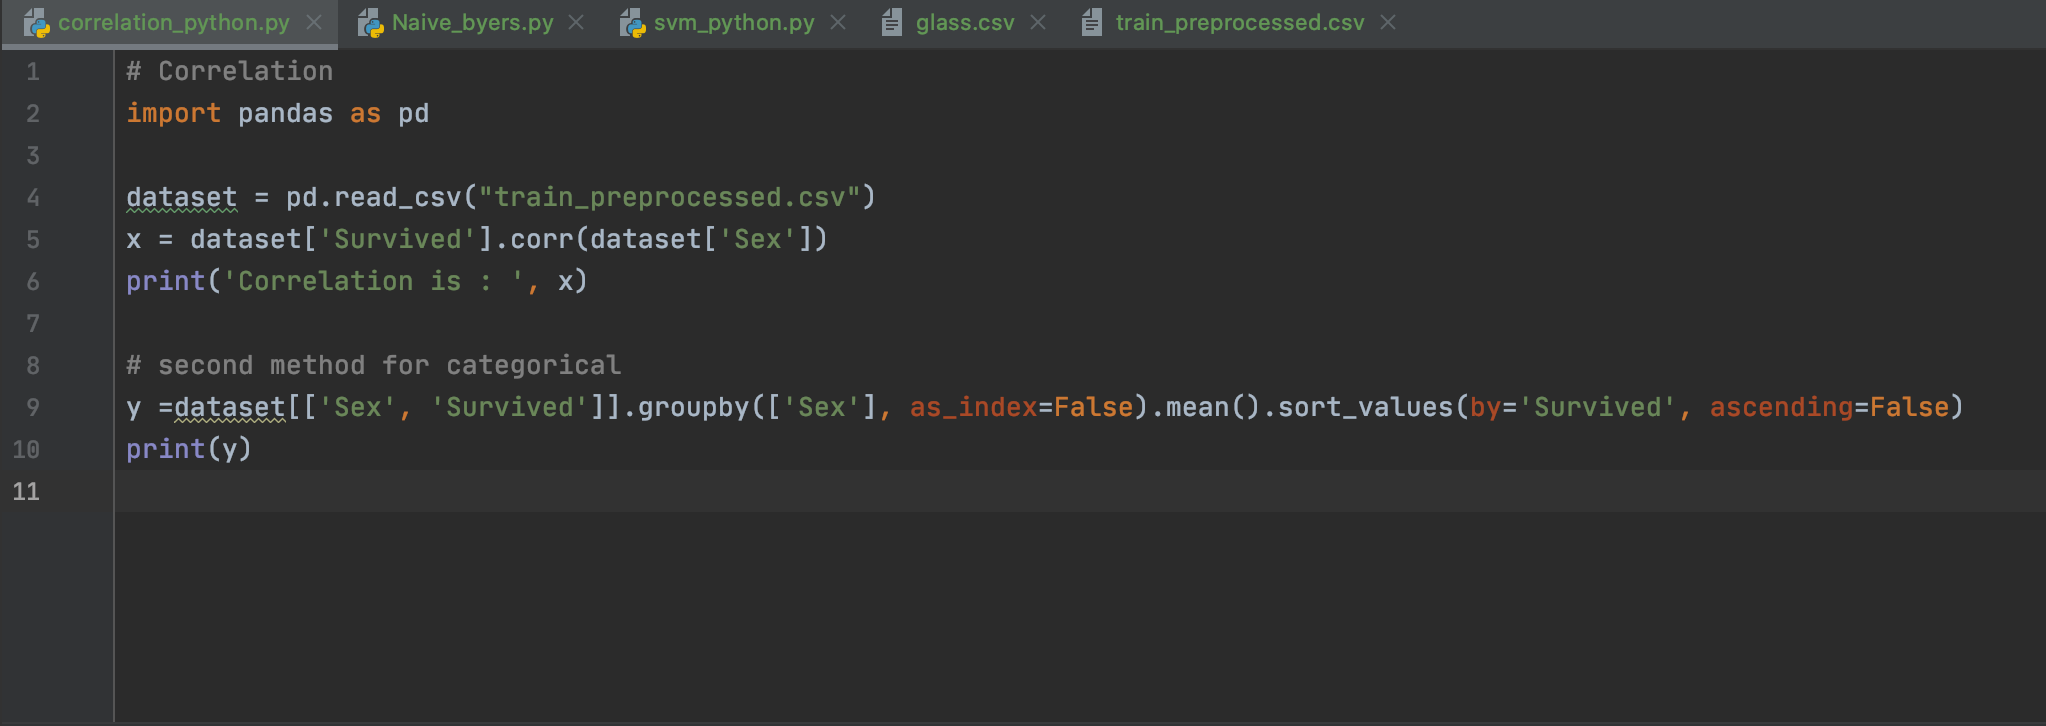 correlation_python.py Naive_byers.py svm_python.py glass.csv train_preprocessed.csv
1 # Correlation
2 import pandas as pd
3
4 dataset = pd.read_csv("train_preprocessed.csv")
5 x = dataset['Survived'].corr(dataset['Sex'])
6 print('Correlation is : ', x)
7
8 # second method for categorical
9 y =dataset[['Sex', 'Survived']].groupby(['Sex'], as_index=False).mean().sort_values(by='Survived', ascending=False)
10 print(y)
11